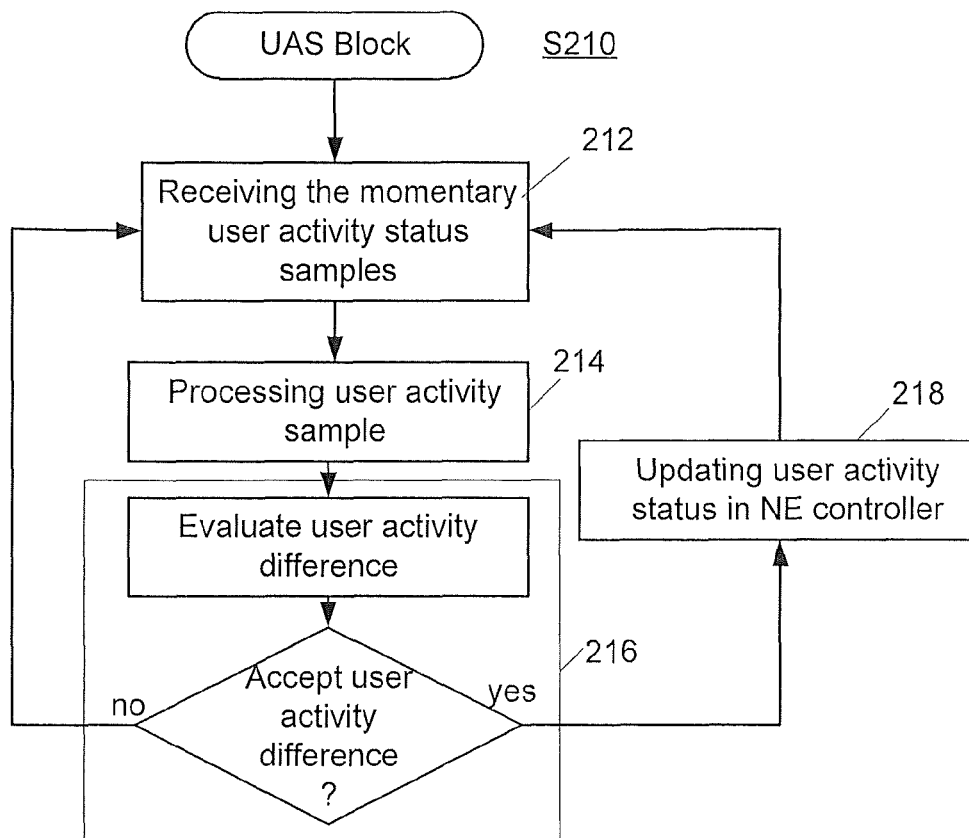 UAS Block
S210
212
Receiving the momentary
user activity status
samples
214
Processing user activity
sample
218
Updating user activity
status in NE controller
Evaluate user activity
difference
216
no
Accept user
activity
difference
?
yes